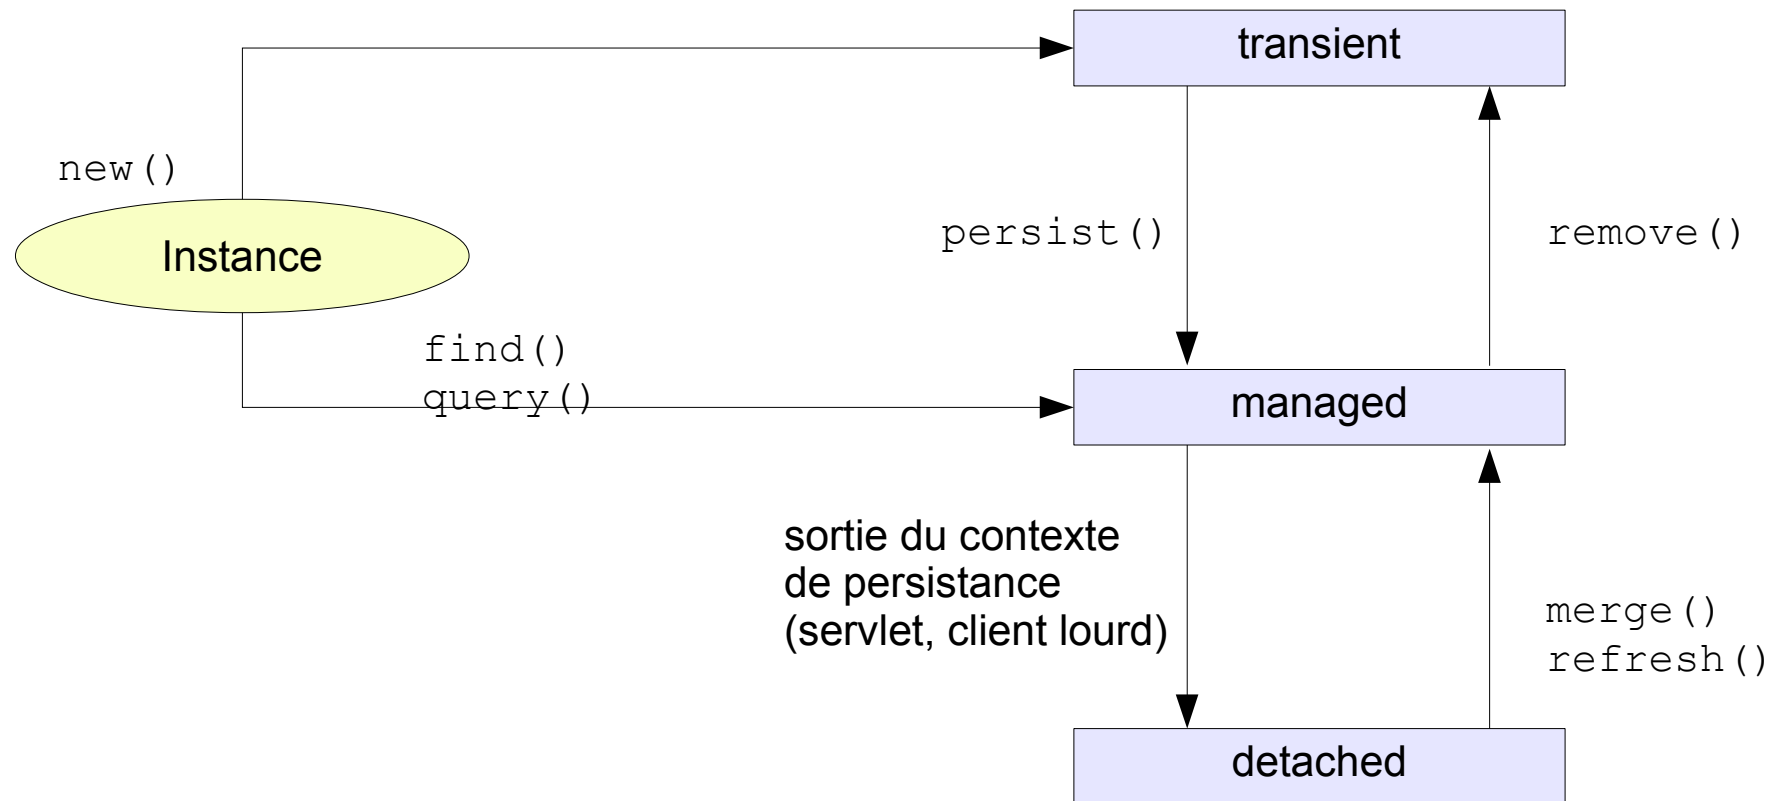 transient
new()
persist()
remove()
Instance
find()
query()
managed
sortie du contexte
de persistance
(servlet, client lourd)
merge()
refresh()
detached